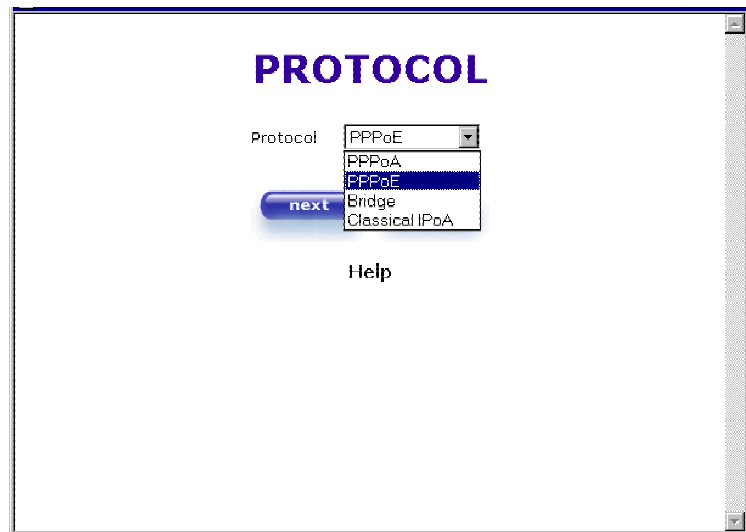 PROTOCOL
Protocol PPPoE
PPPoA
PPPoE
Bridge
Classical IPoA
next
Help